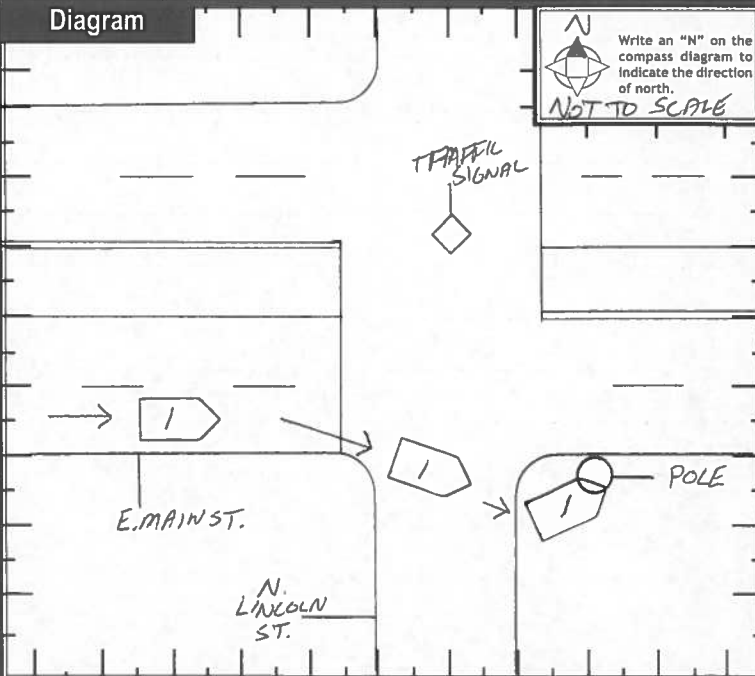 Diagram
N
Write an “N” on the
compass diagram to
indicate the direction
of north.
NOT TO SCALE
TRAFFIC
SIGNAL
1
1
1
POLE
E.MAIN ST.
N.
LINCOLN
ST.